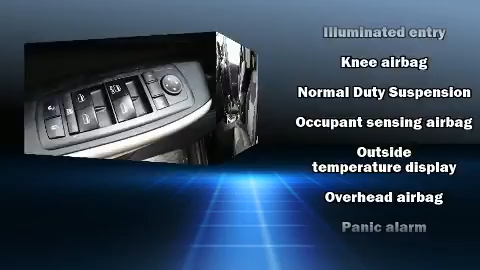 Illuminated entry
Knee airbag
Normal Duty Suspension
Occupant sensing airbag
Outside
temperature display
Overhead airbag
Panic alarm